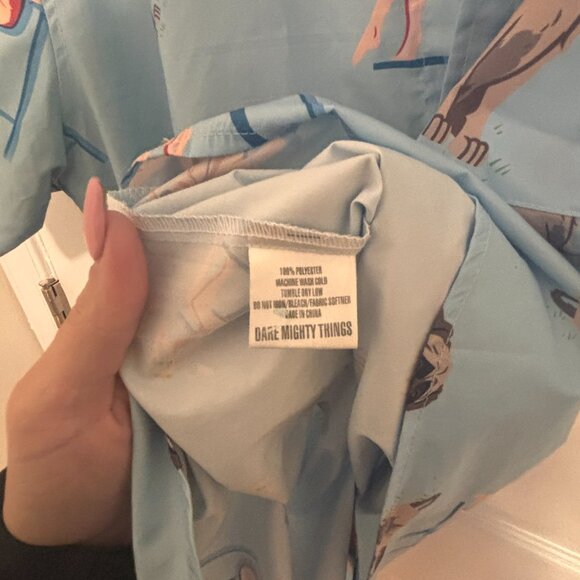 100% POLYESTER
MACHINE WASH COLD
TUMBLE DRY LOW
DO NOT IRON/BLEACH/FABRIC SOFTNER
MADE IN CHINA
DARE MIGHTY THINGS